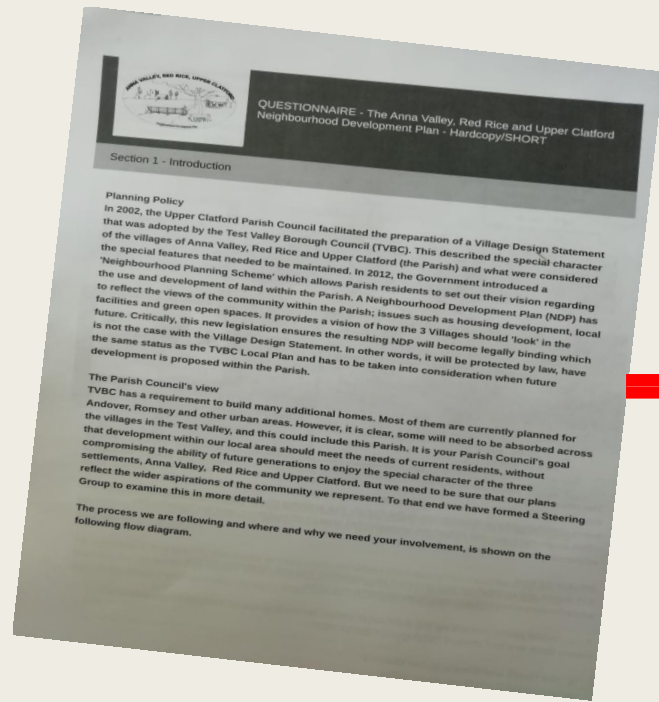 ANNA VALLEY, RED RICE, UPPER CLATFORD
QUESTIONNAIRE - The Anna Valley, Red Rice and Upper Clatford
Neighbourhood Development Plan - Hardcopy/SHORT
Section 1 - Introduction
Planning Policy
In 2002, the Upper Clatford Parish Council facilitated the preparation of a Village Design Statement
that was adopted by the Test Valley Borough Council (TVBC). This described the special character
of the villages of Anna Valley, Red Rice and Upper Clatford (the Parish) and what were considered
the special features that needed to be maintained. In 2012, the Government introduced a
'Neighbourhood Planning Scheme' which allows Parish residents to set out their vision regarding
the use and development of land within the Parish. A Neighbourhood Development Plan (NDP) has
to reflect the views of the community within the Parish; issues such as housing development, local
facilities and green open spaces. It provides a vision of how the 3 Villages should 'look' in the
future. Critically, this new legislation ensures the resulting NDP will become legally binding which
is not the case with the Village Design Statement. In other words, it will be protected by law, have
the same status as the TVBC Local Plan and has to be taken into consideration when future
development is proposed within the Parish.
The Parish Council's view
TVBC has a requirement to build many additional homes. Most of them are currently planned for
Andover, Romsey and other urban areas. However, it is clear, some will need to be absorbed across
the villages in the Test Valley, and this could include this Parish. It is your Parish Council's goal
that development within our local area should meet the needs of current residents, without
compromising the ability of future generations to enjoy the special character of the three
settlements, Anna Valley, Red Rice and Upper Clatford. But we need to be sure that our plans
reflect the wider aspirations of the community we represent. To that end we have formed a Steering
Group to examine this in more detail.
The process we are following and where and why we need your involvement, is shown on the
following flow diagram.